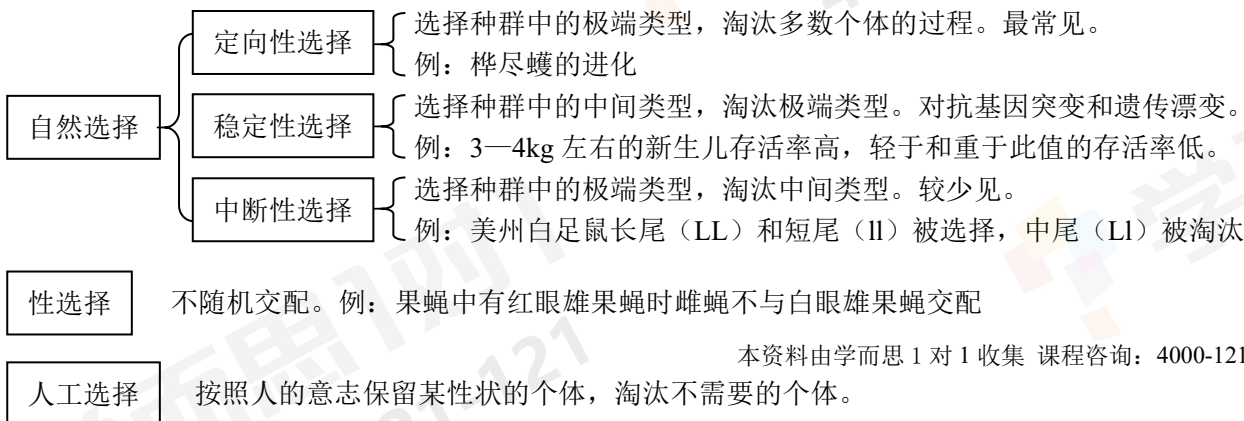 选择种群中的极端类型，淘汰多数个体的过程。最常见。
定向性选择
例：桦尽蠖的进化
选择种群中的中间类型，淘汰极端类型。对抗基因突变和遗传漂变。
自然选择 稳定性选择
例：3—4kg 左右的新生儿存活率高，轻于和重于此值的存活率低。
选择种群中的极端类型，淘汰中间类型。较少见。
中断性选择
例：美州白足鼠长尾（LL）和短尾（ll）被选择，中尾（Ll）被淘汰
性选择 不随机交配。例：果蝇中有红眼雄果蝇时雌蝇不与白眼雄果蝇交配
本资料由学而思 1 对 1 收集 课程咨询：4000-121
人工选择 按照人的意志保留某性状的个体，淘汰不需要的个体。